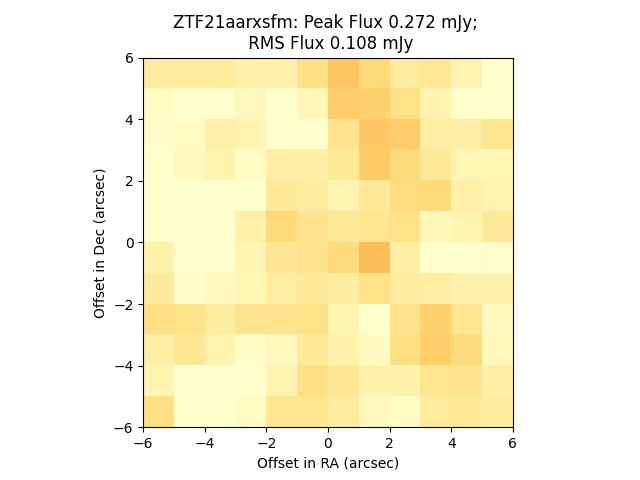 ZTF21aarxsfm: Peak Flux 0.272 mJy;
RMS Flux 0.108 mJy
6
4
2
0
−2
−4
−6
Offset in Dec (arcsec)
−6 −4 −2 0 2 4 6
Offset in RA (arcsec)